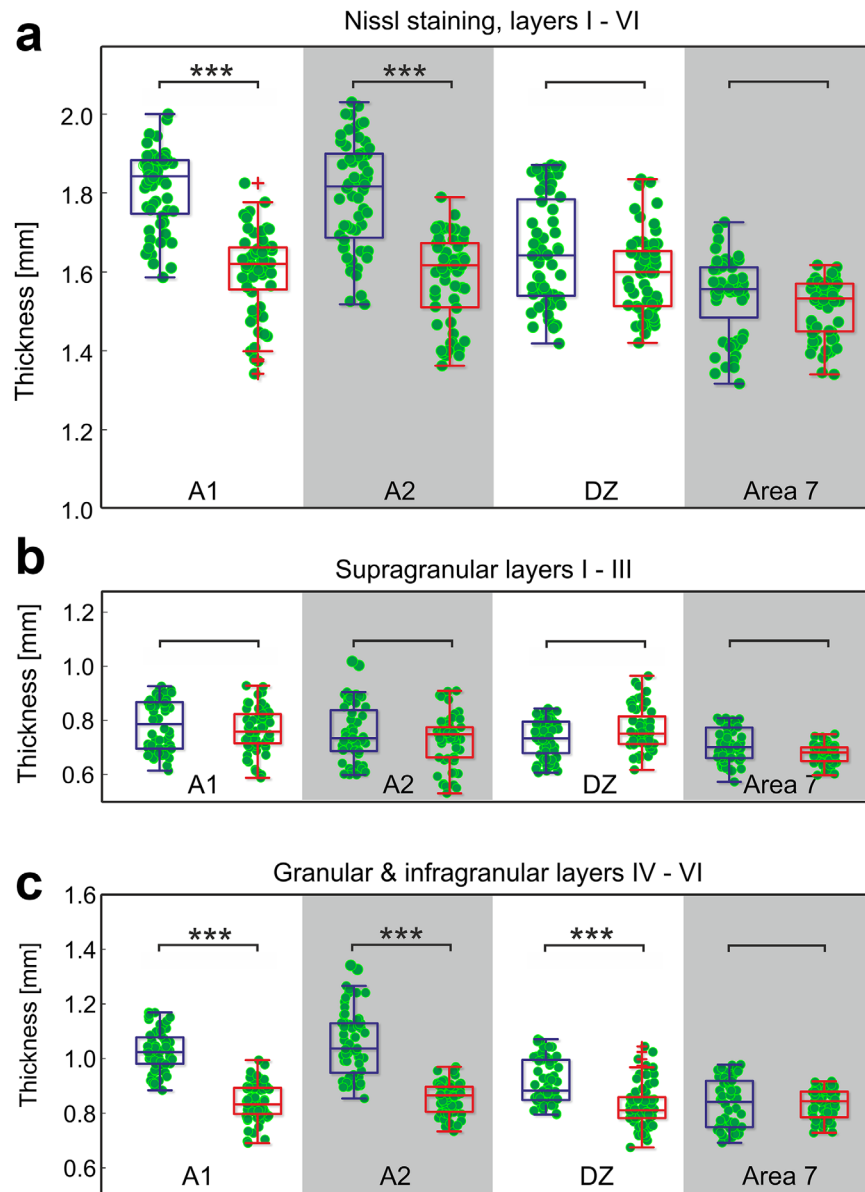 a
Nissl staining, layers I - VI
Thickness [mm]
2.0
1.8
1.6
1.4
1.2
1.0
***
***
A1
A2
DZ
Area 7
b
Supragranular layers I - III
Thickness [mm]
1.2
1.0
0.8
0.6
A1
A2
DZ
Area 7
c
Granular & infragranular layers IV - VI
Thickness [mm]
1.6
1.4
1.2
1.0
0.8
0.6
***
***
***
A1
A2
DZ
Area 7